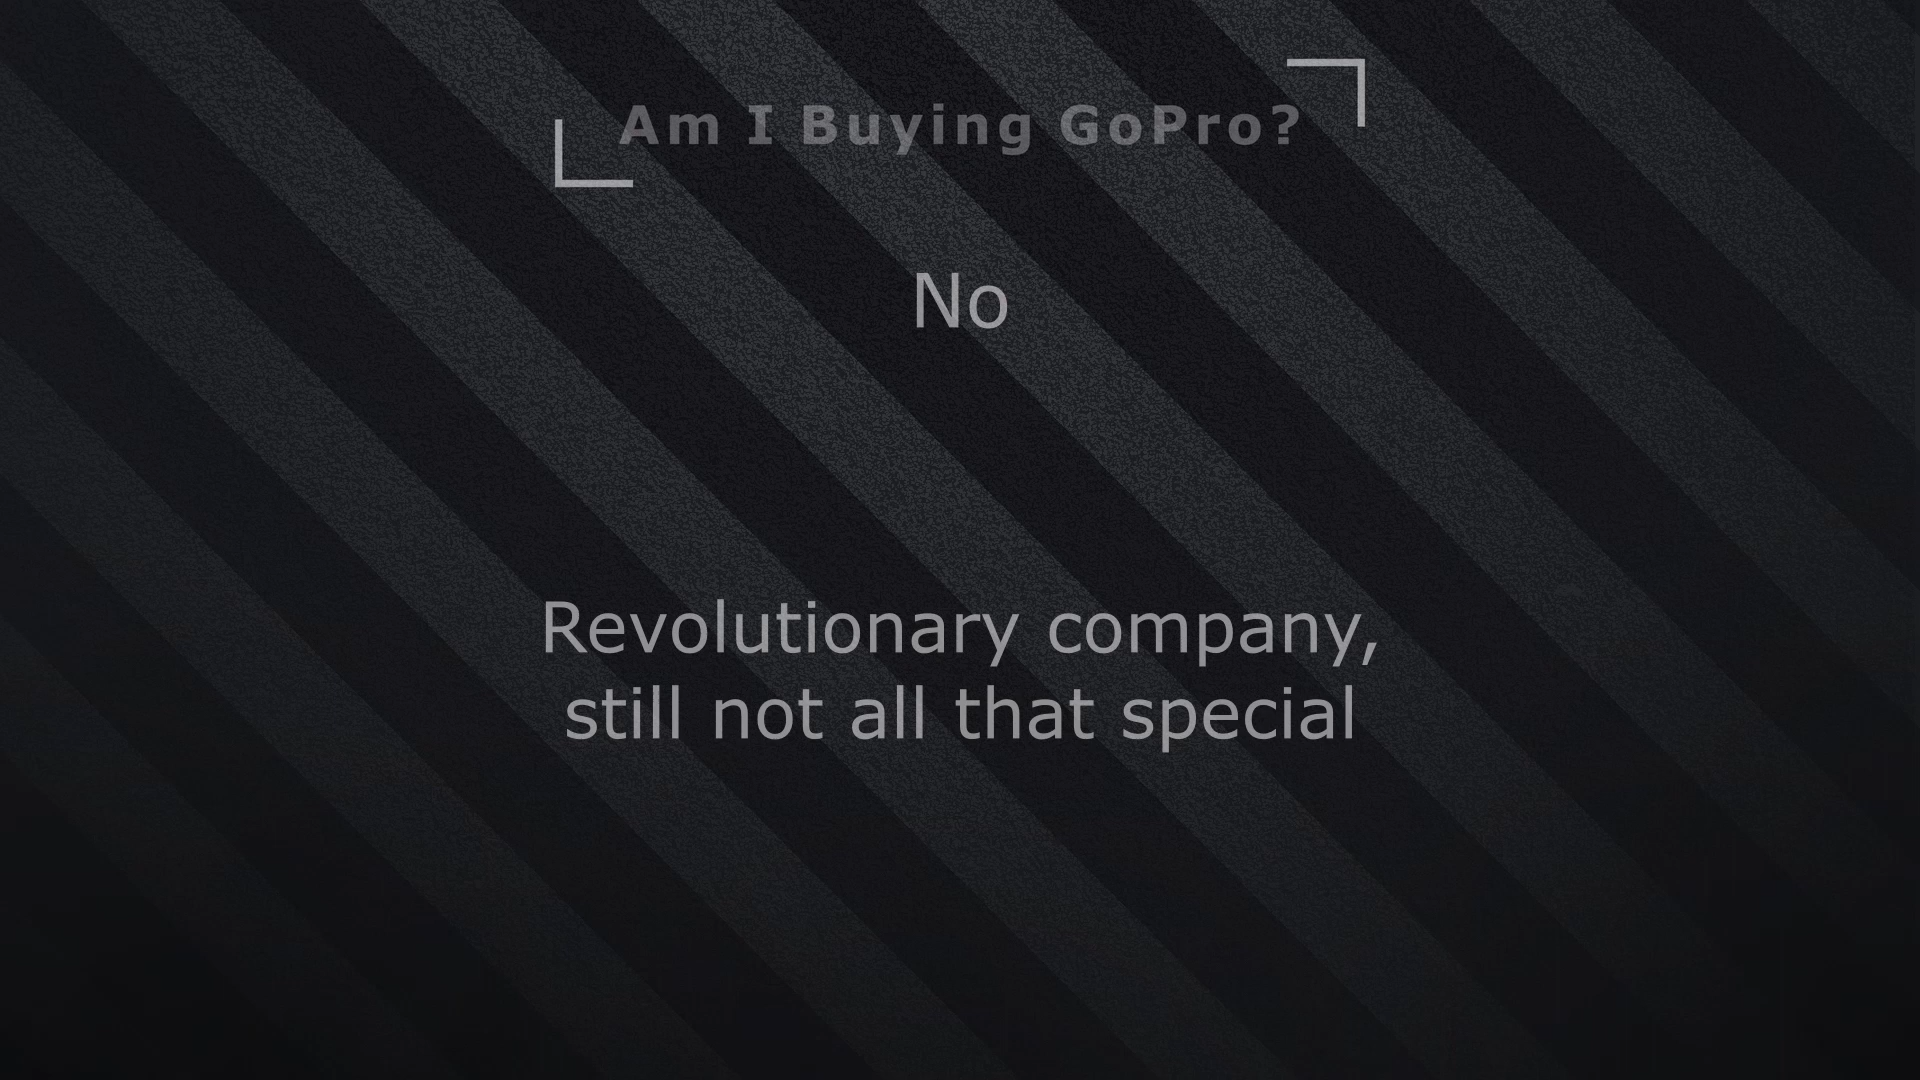 Am I Buying GoPro?
No
Revolutionary company,
still not all that special